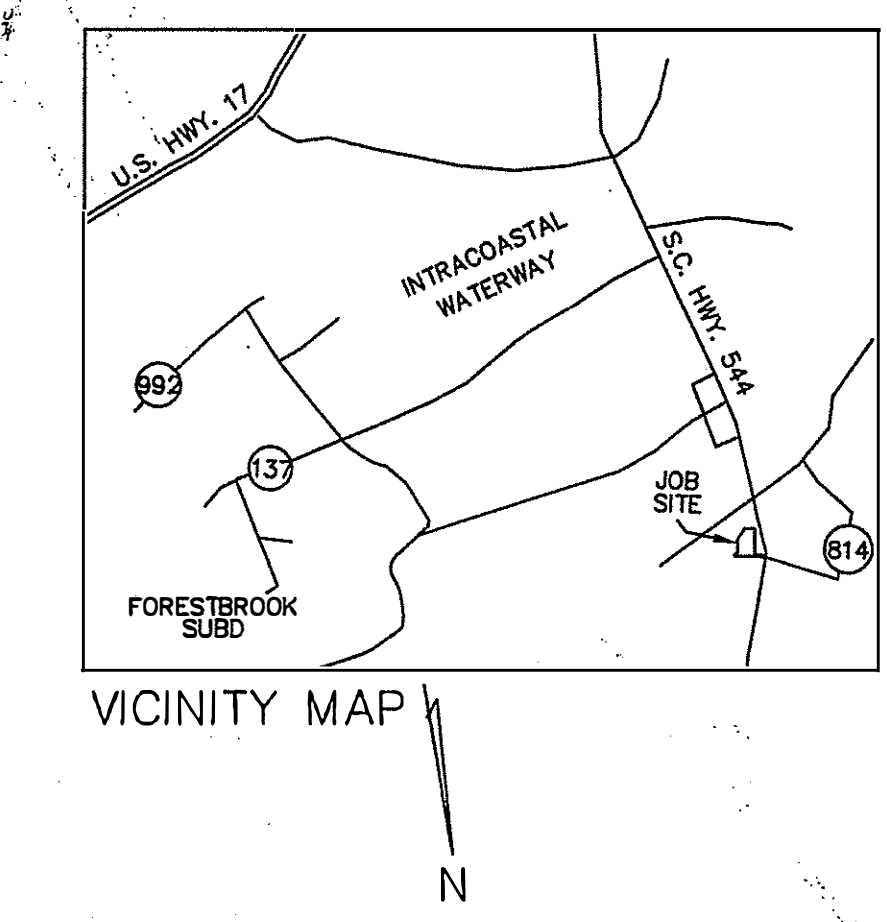 U.S. HWY. 17
INTRACOASTAL
WATERWAY
S.C. HWY. 544
992
137
JOB
SITE
814
FORESTBROOK
SUBD
VICINITY MAP
N